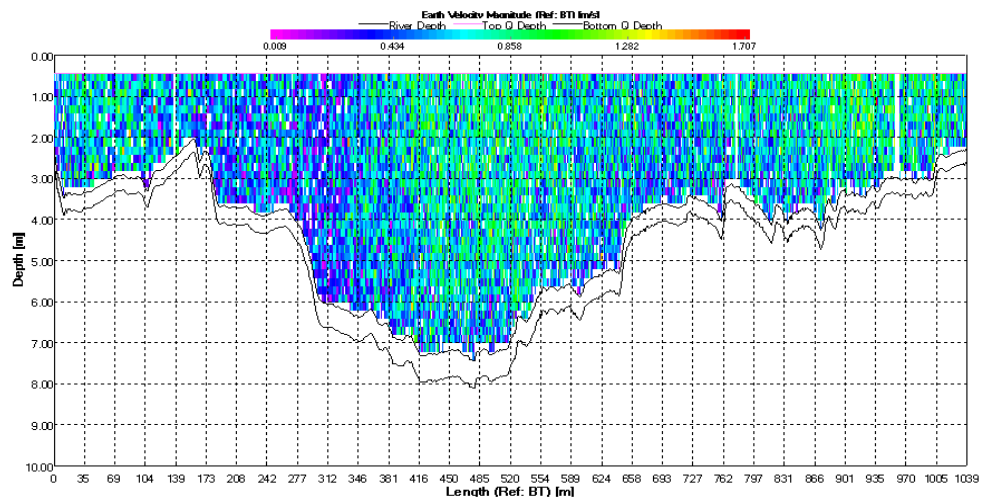 Earth Velocity Magnitude (Ref: BT) [m/s]
River Depth Top Q Depth Bottom Q Depth
0.009 0.434 0.858 1.282 1.707
0.00
1.00
2.00
3.00
4.00
5.00
6.00
7.00
8.00
9.00
10.00
Depth [m]
0 35 69 104 139 173 208 242 277 312 346 381 416 450 485 520 554 589 624 658 693 727 762 797 831 866 901 935 970 1005 1039
Length (Ref: BT) [m]